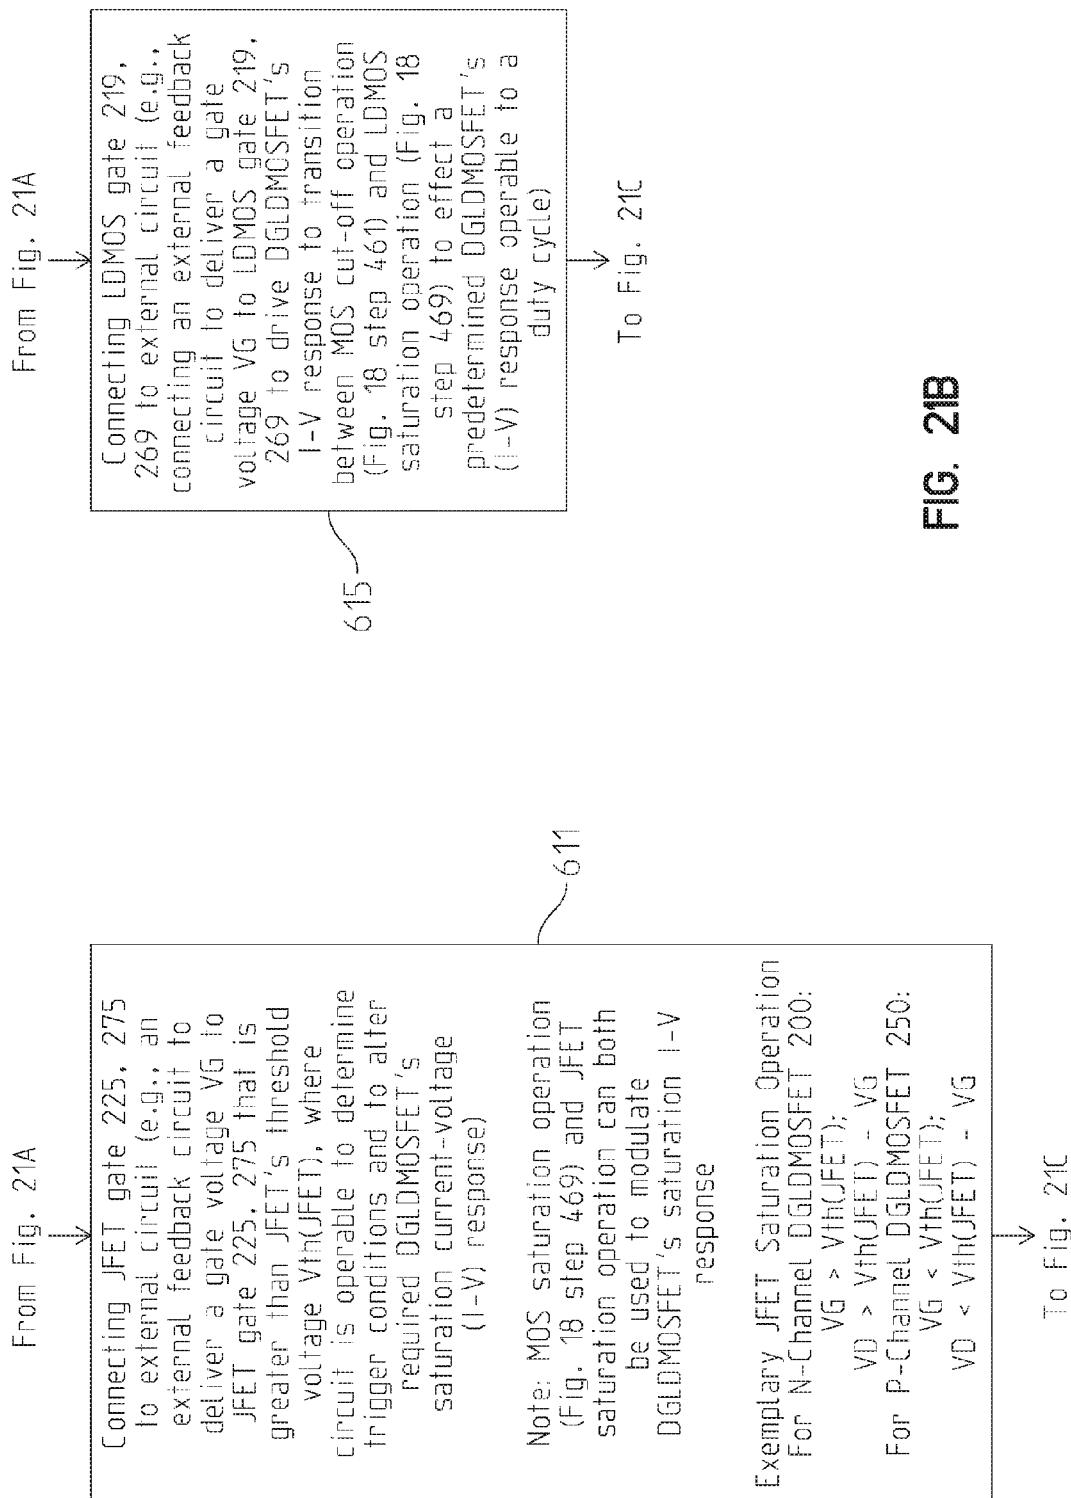 From Fig. 21A
Connecting JFET gate 225, 275
to external circuit (e.g., an
external feedback circuit to
deliver a gate voltage VG to
JFET gate 225, 275 that is
greater than JFET's threshold
voltage Vth(JFET), where
circuit is operable to determine
trigger conditions and to alter
required DGLDMOSFET's
saturation current-voltage
(I-V) response)
Note: MOS saturation operation
(Fig. 18 step 469) and JFET
saturation operation can both
be used to modulate
DGLDMOSFET's saturation I-V
response
Exemplary JFET Saturation Operation
For N-Channel DGLDMOSFET 200:
VG > Vth(JFET);
VD > Vth(JFET) - VG
For P-Channel DGLDMOSFET 250:
VG < Vth(JFET);
VD < Vth(JFET) - VG
611
To Fig. 21C
From Fig. 21A
Connecting LDMOS gate 219,
269 to external circuit (e.g.,
connecting an external feedback
circuit to deliver a gate
voltage VG to LDMOS gate 219,
269 to drive DGLDMOSFET's
I-V response to transition
between MOS cut-off operation
(Fig. 18 step 461) and LDMOS
saturation operation (Fig. 18
step 469) to effect a
predetermined DGLDMOSFET's
(I-V) response operable to a
duty cycle)
615
To Fig. 21C
FIG. 21B